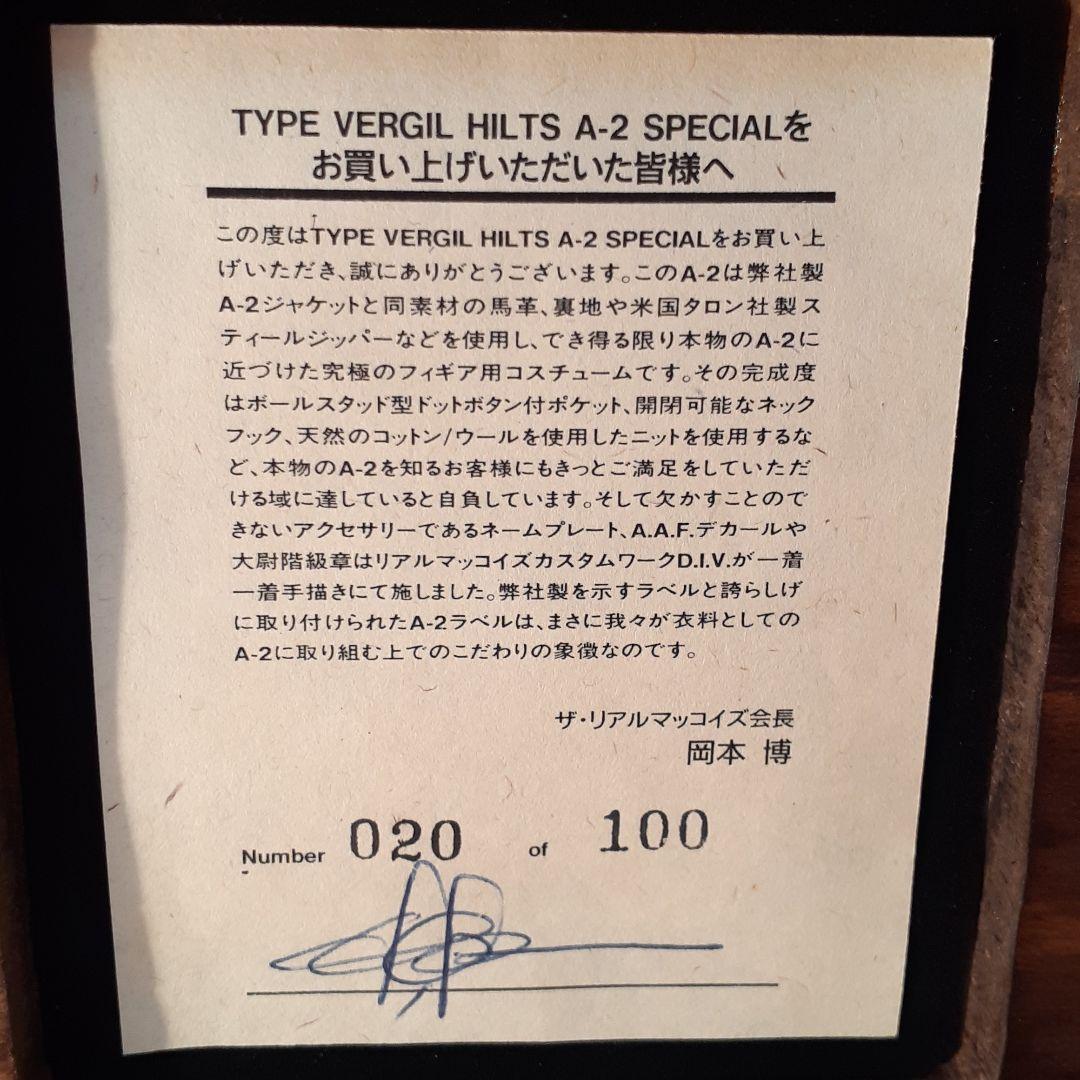 TYPE VERGIL HILTS A-2 SPECIALを
お買い上げいただいた皆様へ
この度はTYPE VERGIL HILTS A-2 SPECIALをお買い上
げいただき、誠にありがとうございます。このA-2は弊社製
A-2ジャケットと同素材の馬革、裏地や米国タロン社製ス
ティールジッパーなどを使用し、でき得る限り本物のA-2に
近づけた究極のフィギア用コスチュームです。その完成度
はボールスタッド型ドットボタン付ポケット、開閉可能なネック
フック、天然のコットン/ウールを使用したニットを使用するな
ど、本物のA-2を知るお客様にもきっとご満足をしていただ
ける域に達していると自負しています。そして欠かすことので
きないアクセサリーであるネームプレート、A.A.F.デカールや
大尉階級章はリアルマッコイズカスタムワークD.I.V.が一着
一着手描きにて施しました。弊社製を示すラベルと誇らしげ
に取り付けられたA-2ラベルは、まさに我々が衣料としての
A-2に取り組む上でのこだわりの象徴なのです。
ザ・リアルマッコイズ会長
岡本 博
Number 020 of 100